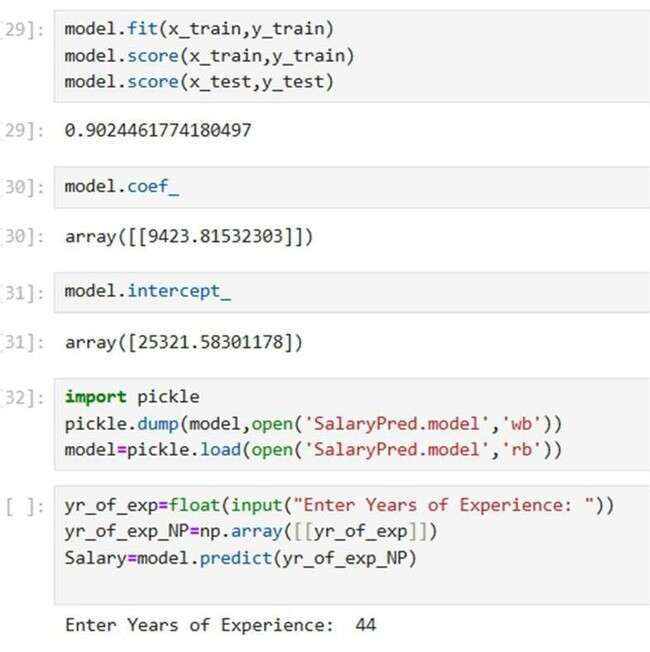 [29]: model.fit(x_train,y_train)
model.score(x_train,y_train)
model.score(x_test,y_test)
[29]: 0.9024461774180497
[30]: model.coef_
[30]: array([[9423.81532303]])
[31]: model.intercept_
[31]: array([25321.58301178])
[32]: import pickle
pickle.dump(model,open('SalaryPred.model','wb'))
model=pickle.load(open('SalaryPred.model','rb'))
[ ]: yr_of_exp=float(input("Enter Years of Experience: "))
yr_of_exp_NP=np.array([[yr_of_exp]])
Salary=model.predict(yr_of_exp_NP)
Enter Years of Experience: 44